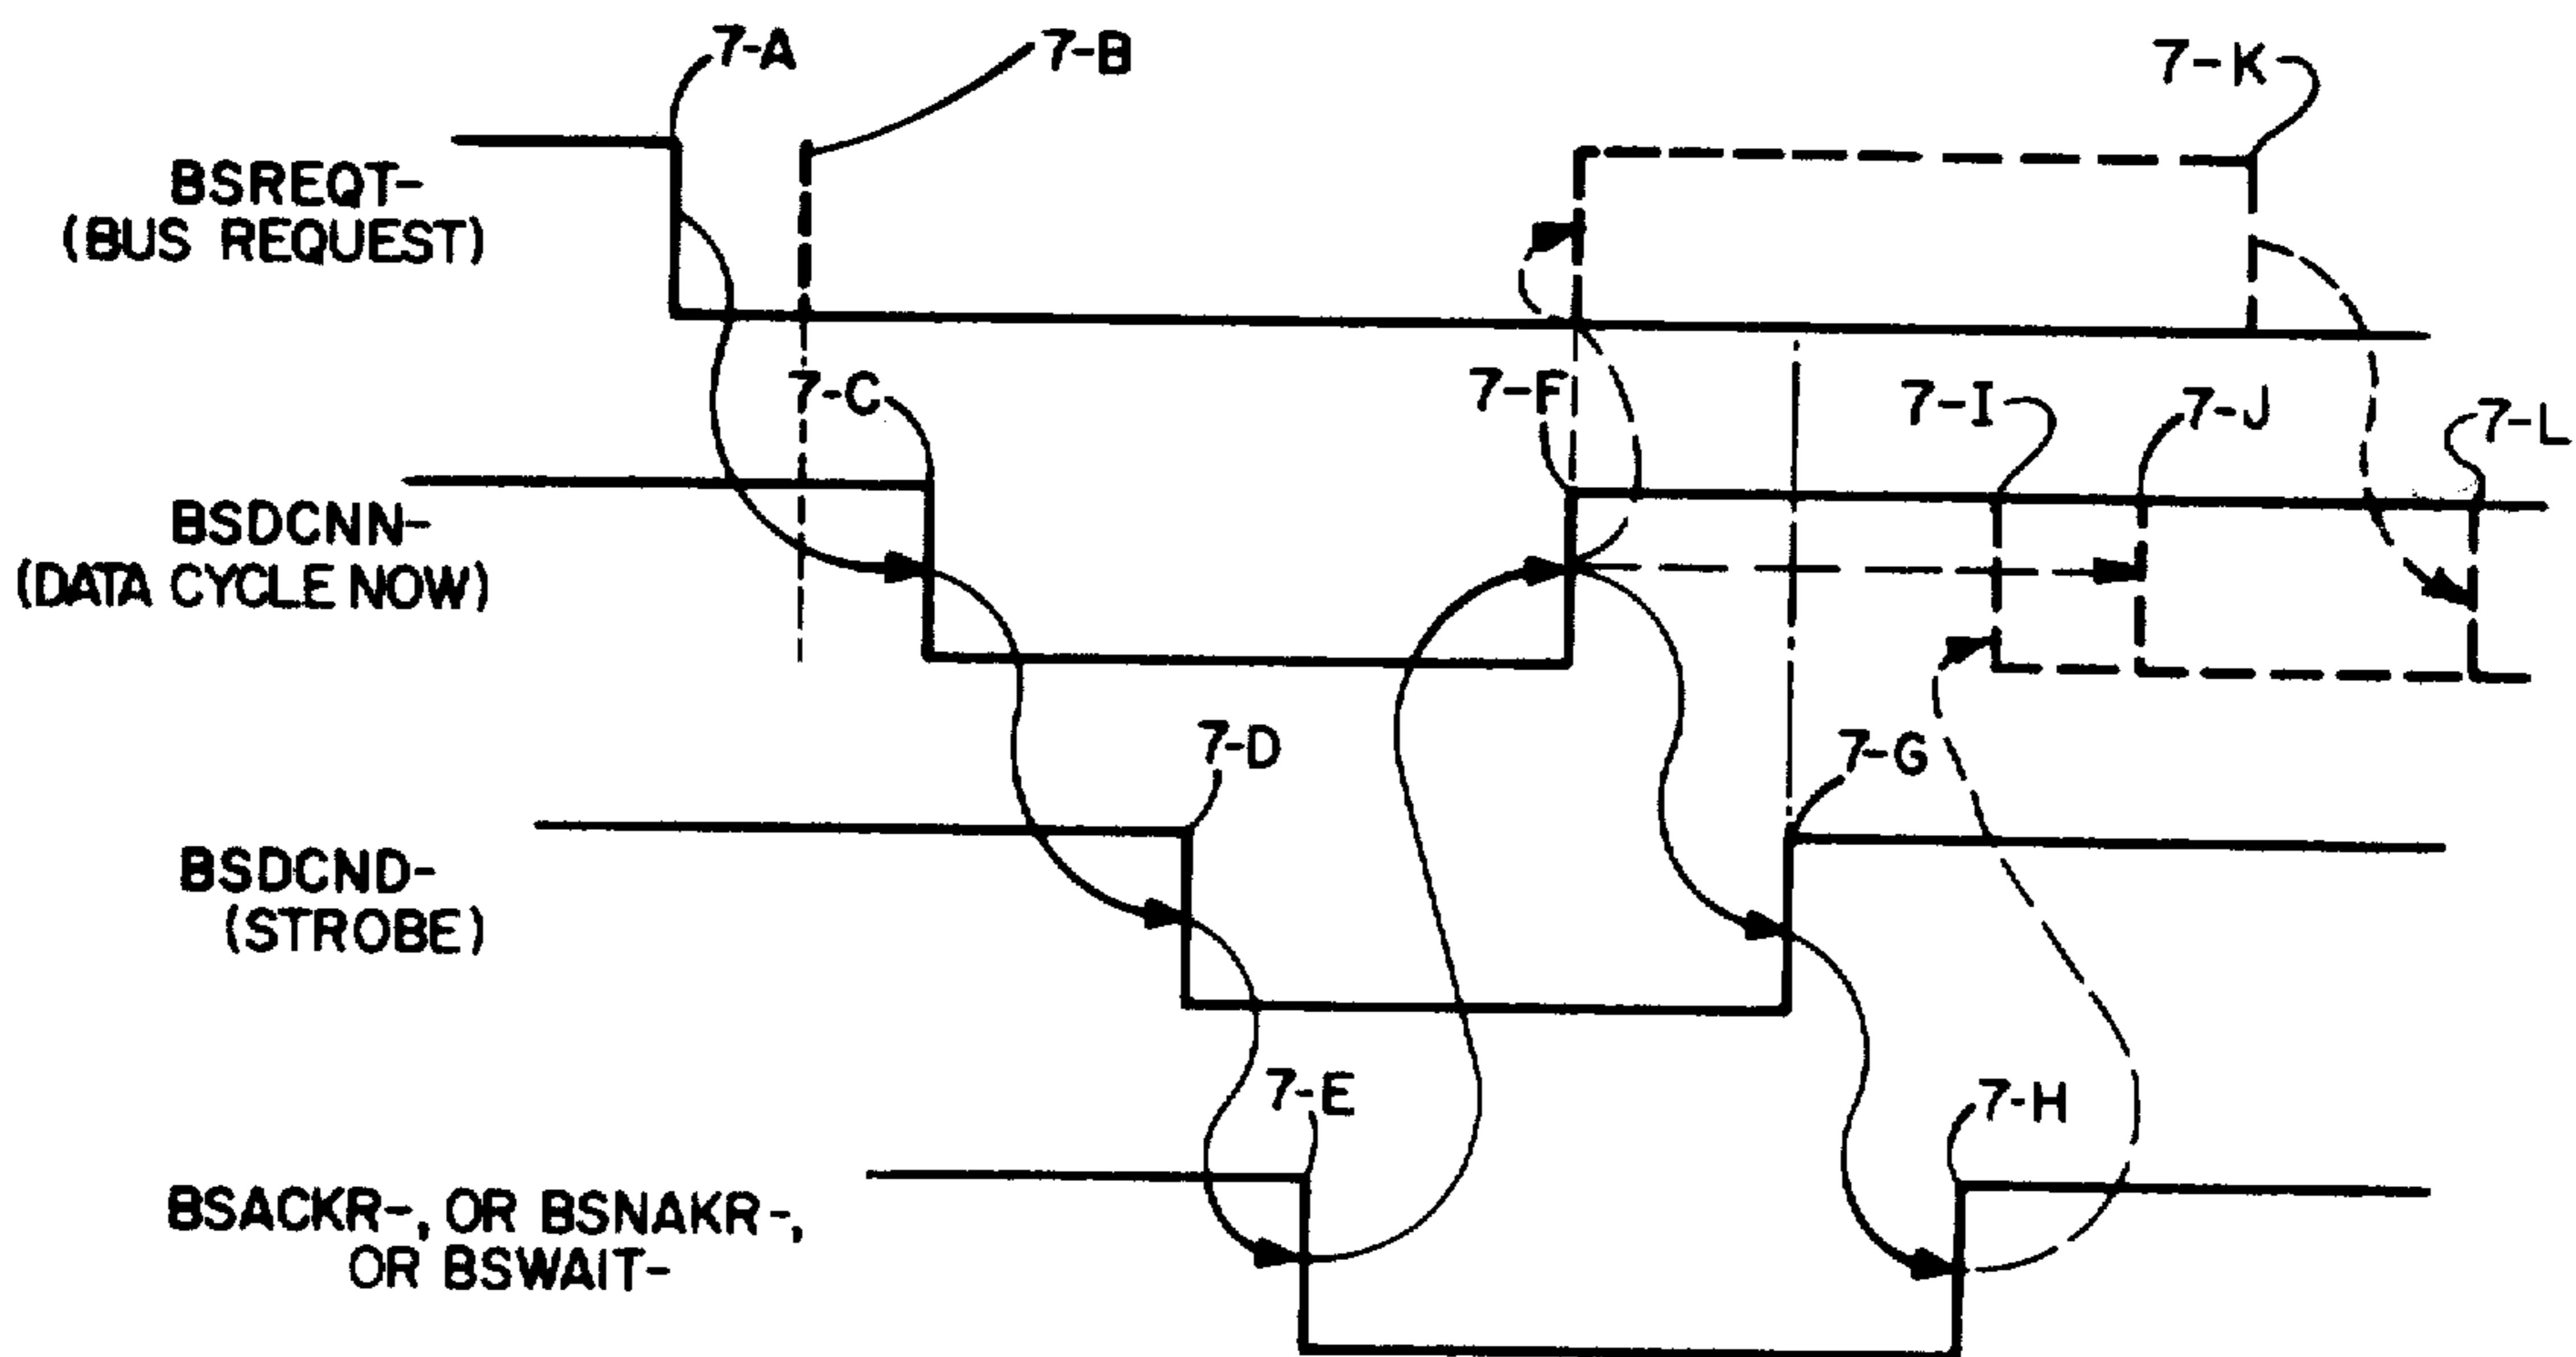 7-A
7-B
7-K
BSREQT-
(BUS REQUEST)
7-C
7-F
7-I
7-J
7-L
BSDCNN-
(DATA CYCLE NOW)
7-D
7-G
BSDCND-
(STROBE)
7-E
7-H
BSACKR-, OR BSNAKR-,
OR BSWAIT-